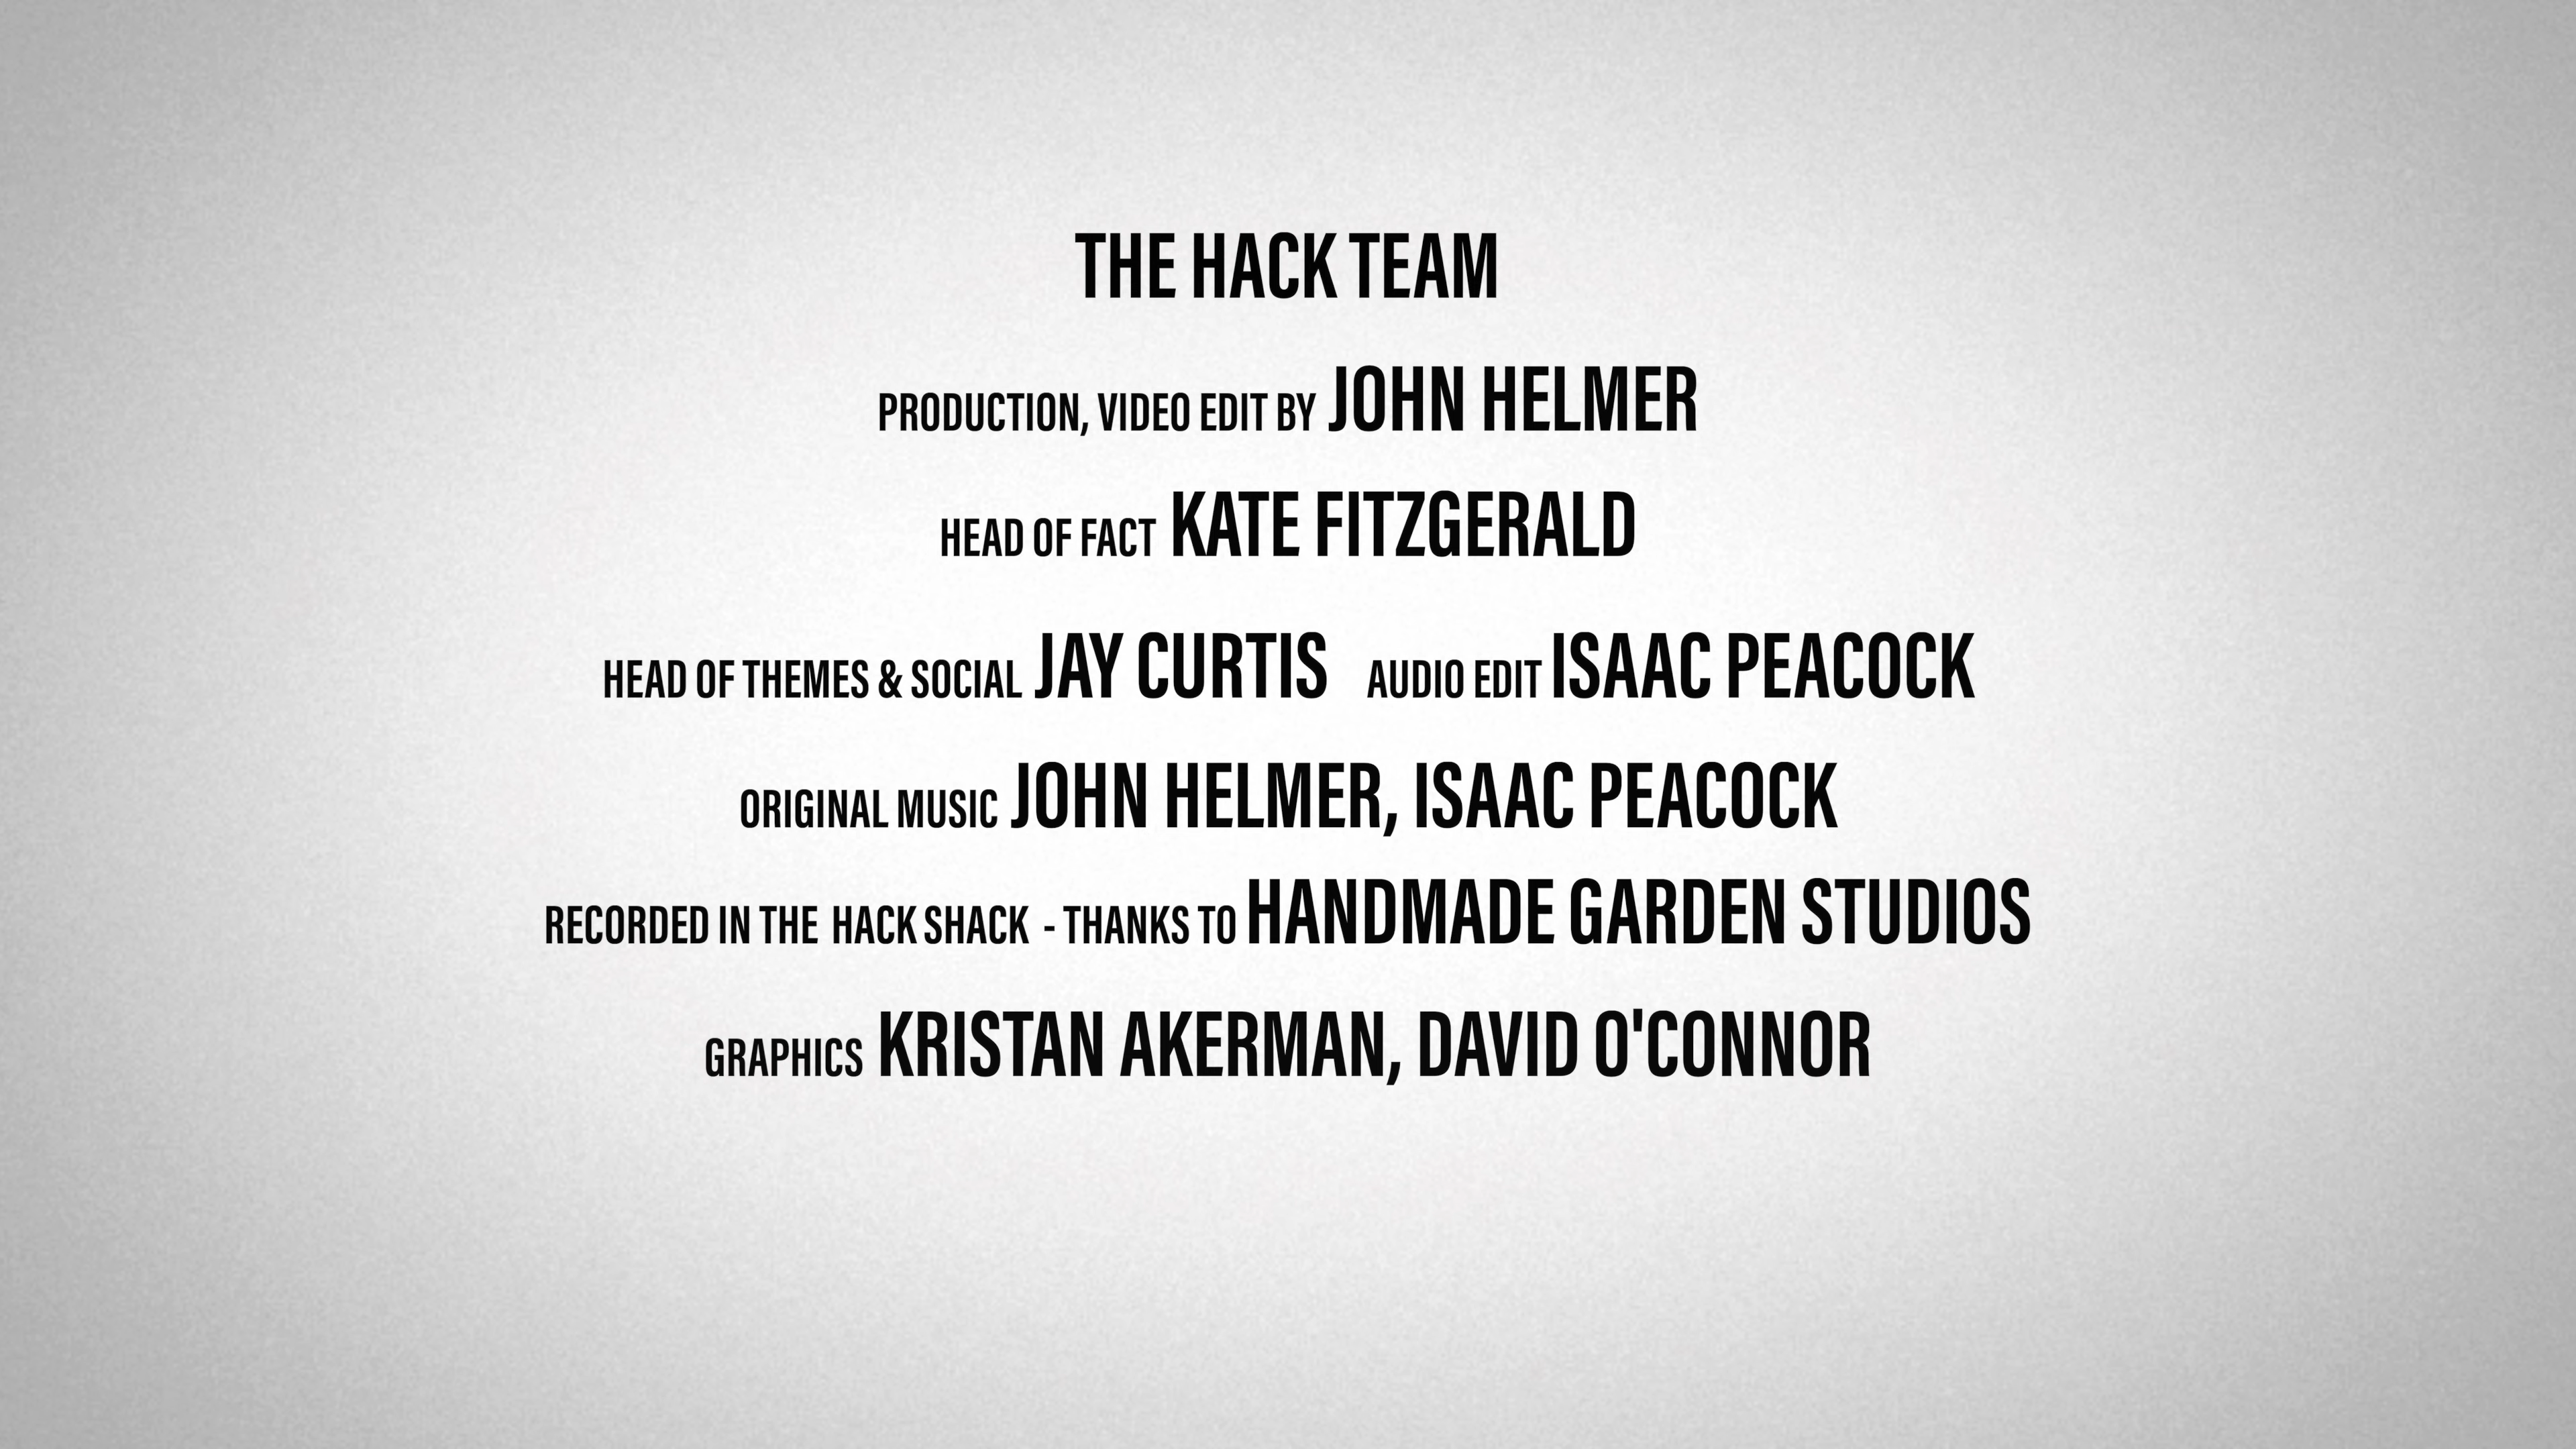 THE HACK TEAM
PRODUCTION, VIDEO EDIT BY JOHN HELMER
HEAD OF FACT KATE FITZGERALD
HEAD OF THEMES & SOCIAL JAY CURTIS AUDIO EDIT ISAAC PEACOCK
ORIGINAL MUSIC JOHN HELMER, ISAAC PEACOCK
RECORDED IN THE HACK SHACK - THANKS TO HANDMADE GARDEN STUDIOS
GRAPHICS KRISTAN AKERMAN, DAVID O'CONNOR